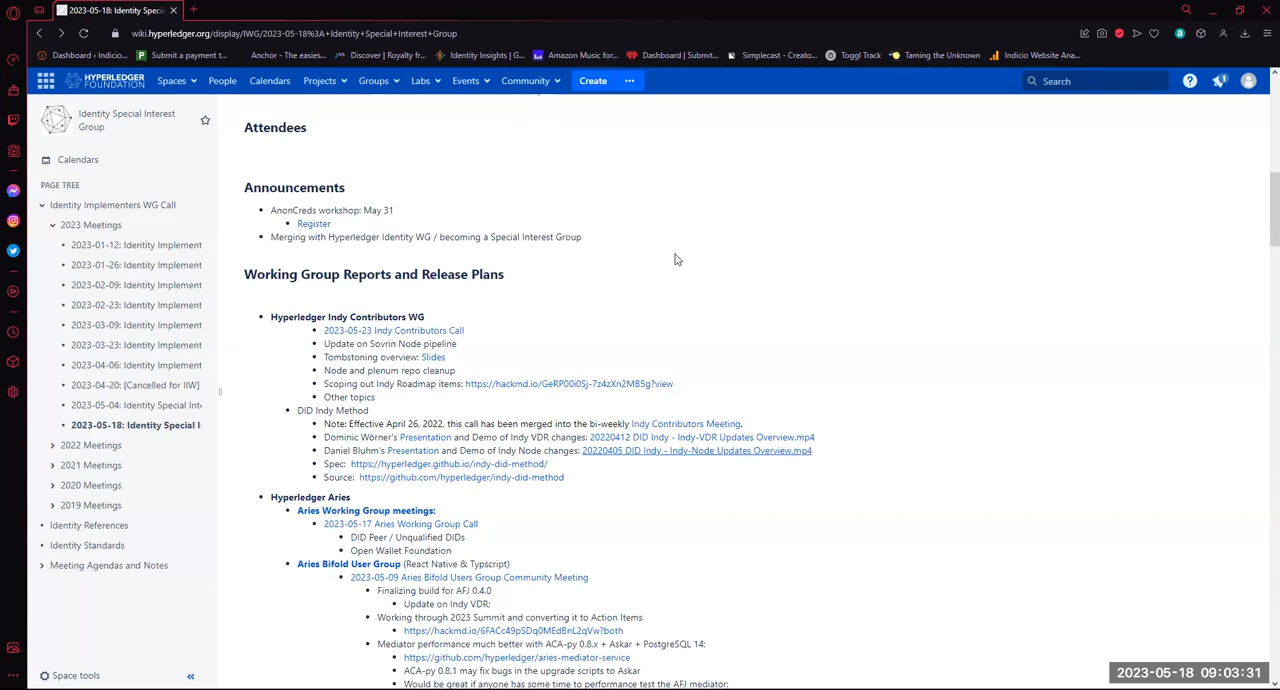 2023-05-18: Identity Speci
wiki.hyperledger.org/display/IWG/2023-05-18%3A+Identity+Special+Interest+Group
Dashboard ‹ Indicio...
Submit a payment t...
Anchor - The easies...
Discover | Royalty fr...
Identity Insights | G...
Amazon Music for...
Dashboard | Submit...
Simplecast - Creato...
Toggl Track
Taming the Unknown
Indicio Website Ana...
HYPERLEDGER
FOUNDATION
Spaces
People
Calendars
Projects
Groups
Labs
Events
Community
Create
Search
1
Identity Special Interest
Group
Calendars
PAGE TREE
Identity Implementers WG Call
2023 Meetings
2023-01-12: Identity Implement
2023-01-26: Identity Implement
2023-02-09: Identity Implement
2023-02-23: Identity Implement
2023-03-09: Identity Implement
2023-03-23: Identity Implement
2023-04-06: Identity Implement
2023-04-20: [Cancelled for IIW]
2023-05-04: Identity Special Int
2023-05-18: Identity Special I
2022 Meetings
2021 Meetings
2020 Meetings
2019 Meetings
Identity References
Identity Standards
Meeting Agendas and Notes
Space tools
Attendees
Announcements
AnonCreds workshop: May 31
Register
Merging with Hyperledger Identity WG / becoming a Special Interest Group
Working Group Reports and Release Plans
Hyperledger Indy Contributors WG
2023-05-23 Indy Contributors Call
Update on Sovrin Node pipeline
Tombstoning overview: Slides
Node and plenum repo cleanup
Scoping out Indy Roadmap items: https://hackmd.io/GeRP00i0Sj-7z4zXn2MB5g?view
Other topics
DID Indy Method
Note: Effective April 26, 2022, this call has been merged into the bi-weekly Indy Contributors Meeting.
Dominic Wörner's Presentation and Demo of Indy VDR changes: 20220412 DID Indy - Indy-VDR Updates Overview.mp4
Daniel Bluhm's Presentation and Demo of Indy Node changes: 20220405 DID Indy - Indy-Node Updates Overview.mp4
Spec: https://hyperledger.github.io/indy-did-method/
Source: https://github.com/hyperledger/indy-did-method
Hyperledger Aries
Aries Working Group meetings:
2023-05-17 Aries Working Group Call
DID Peer / Unqualified DIDs
Open Wallet Foundation
Aries Bifold User Group (React Native & Typscript)
2023-05-09 Aries Bifold Users Group Community Meeting
Finalizing build for AFJ 0.4.0
Update on Indy VDR;
Working through 2023 Summit and converting it to Action Items
https://hackmd.io/6FACc49pSDq0MEdBnL2qVw?both
Mediator performance much better with ACA-py 0.8.x + Askar + PostgreSQL 14:
https://github.com/hyperledger/aries-mediator-service
ACA-py 0.8.1 may fix bugs in the upgrade scripts to Askar
Would be great if anyone has some time to performance test the AFJ mediator:
2023-05-18 09:03:31